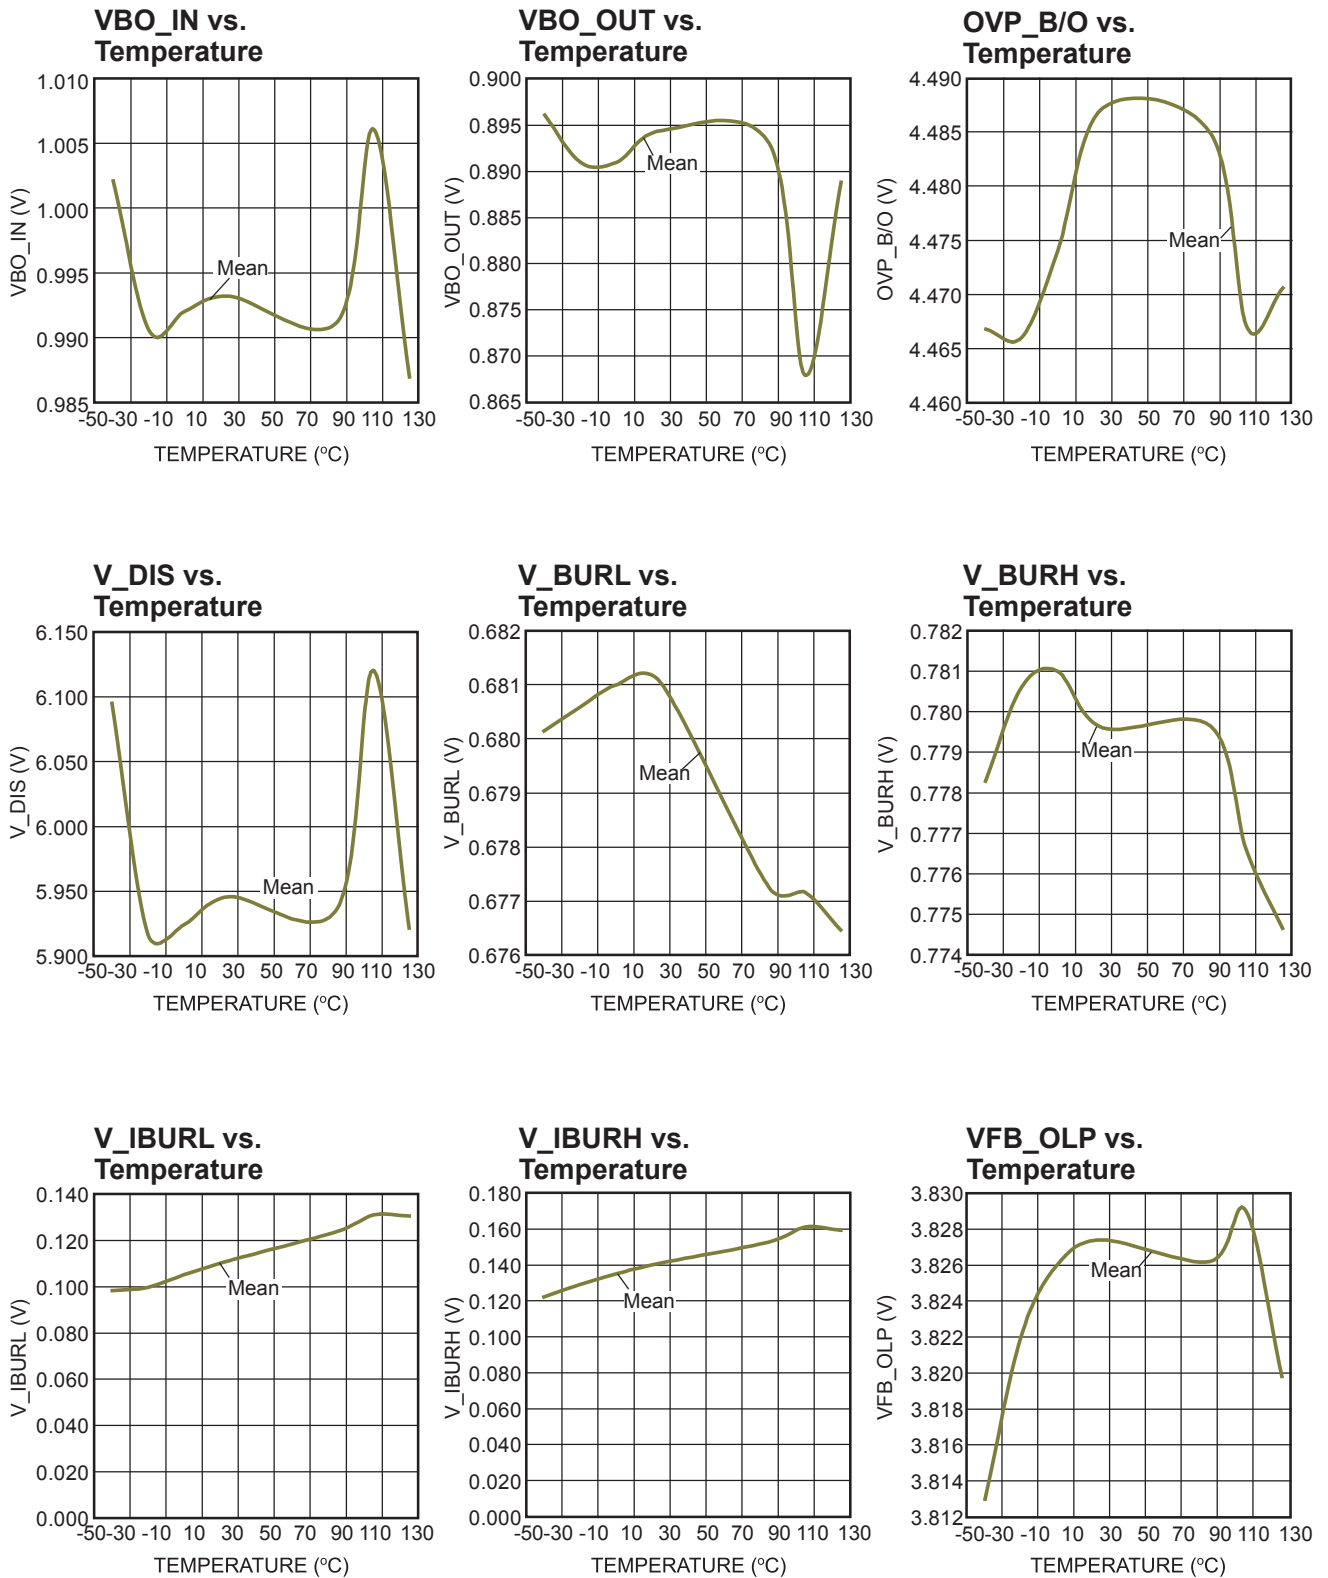 VBO_IN vs.
Temperature
1.010
1.005
1.000
0.995
0.990
0.985
VBO_IN (V)
Mean
-50 -30 -10 10 30 50 70 90 110 130
TEMPERATURE (ºC)
VBO_OUT vs.
Temperature
0.900
0.895
0.890
0.885
0.880
0.875
0.870
0.865
VBO_OUT (V)
Mean
-50 -30 -10 10 30 50 70 90 110 130
TEMPERATURE (ºC)
OVP_B/O vs.
Temperature
4.490
4.485
4.480
4.475
4.470
4.465
4.460
OVP_B/O (V)
Mean
-50 -30 -10 10 30 50 70 90 110 130
TEMPERATURE (ºC)
V_DIS vs.
Temperature
6.150
6.100
6.050
6.000
5.950
5.900
V_DIS (V)
Mean
-50 -30 -10 10 30 50 70 90 110 130
TEMPERATURE (ºC)
V_BURL vs.
Temperature
0.682
0.681
0.680
0.679
0.678
0.677
0.676
V_BURL (V)
Mean
-50 -30 -10 10 30 50 70 90 110 130
TEMPERATURE (ºC)
V_BURH vs.
Temperature
0.782
0.781
0.780
0.779
0.778
0.777
0.776
0.775
0.774
V_BURH (V)
Mean
-50 -30 -10 10 30 50 70 90 110 130
TEMPERATURE (ºC)
V_IBURL vs.
Temperature
0.140
0.120
0.100
0.080
0.060
0.040
0.020
0.000
V_IBURL (V)
Mean
-50 -30 -10 10 30 50 70 90 110 130
TEMPERATURE (ºC)
V_IBURH vs.
Temperature
0.180
0.160
0.140
0.120
0.100
0.080
0.060
0.040
0.020
0.000
V_IBURH (V)
Mean
-50 -30 -10 10 30 50 70 90 110 130
TEMPERATURE (ºC)
VFB_OLP vs.
Temperature
3.830
3.828
3.826
3.824
3.822
3.820
3.818
3.816
3.814
3.812
VFB_OLP (V)
Mean
-50 -30 -10 10 30 50 70 90 110 130
TEMPERATURE (ºC)